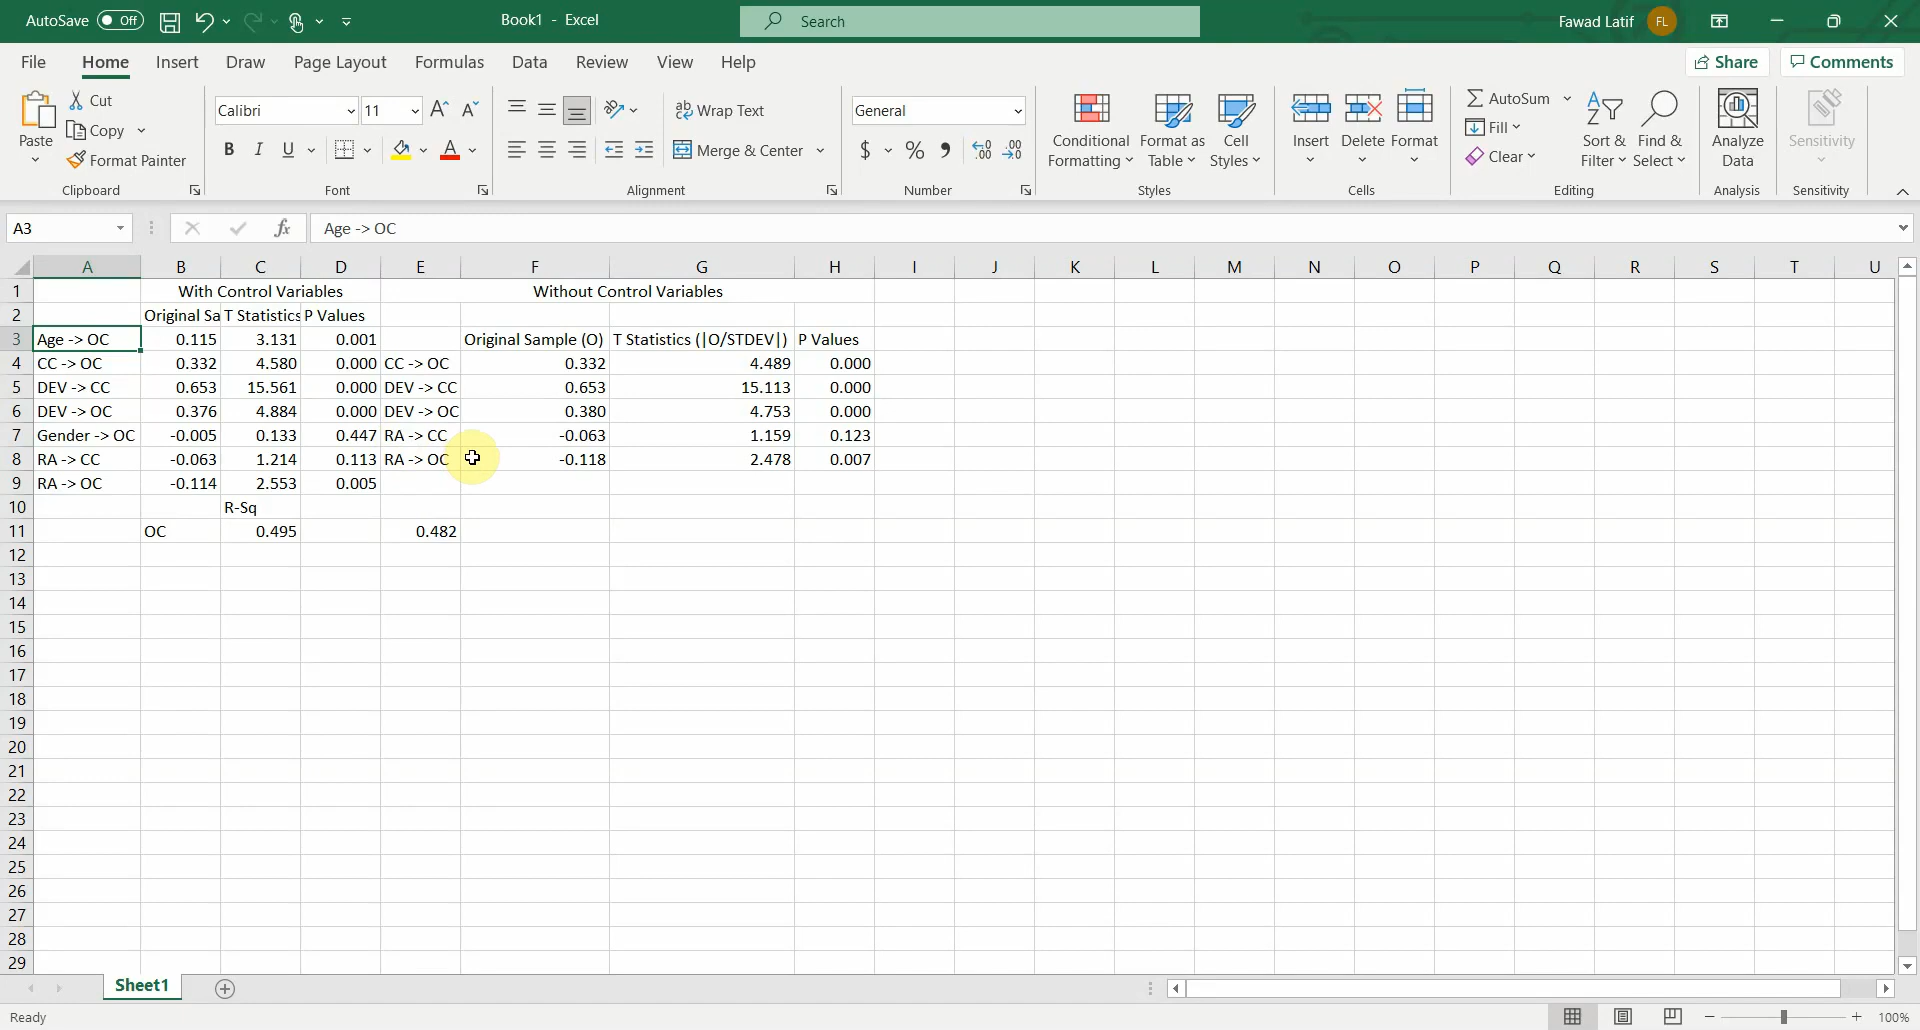 AutoSave Off Book1 - Excel Search Fawad Latif FL
File Home Insert Draw Page Layout Formulas Data Review View Help Share Comments
Paste Cut Copy Format Painter Clipboard
Calibri 11 B I U A Font
Wrap Text Merge & Center Alignment
General $ % Number
Conditional Formatting Format as Table Cell Styles Styles
Insert Delete Format Cells
AutoSum Fill Clear Sort & Filter Find & Select Editing
Analyze Data Analysis
Sensitivity Sensitivity
A3 fx Age -> OC
A B C D E F G H I J K L M N O P Q R S T U
1 With Control Variables Without Control Variables
2 Original Sa T Statistics P Values
3 Age -> OC 0.115 3.131 0.001 Original Sample (O) T Statistics (|O/STDEV|) P Values
4 CC -> OC 0.332 4.580 0.000 CC -> OC 0.332 4.489 0.000
5 DEV -> CC 0.653 15.561 0.000 DEV -> CC 0.653 15.113 0.000
6 DEV -> OC 0.376 4.884 0.000 DEV -> OC 0.380 4.753 0.000
7 Gender -> OC -0.005 0.133 0.447 RA -> CC -0.063 1.159 0.123
8 RA -> CC -0.063 1.214 0.113 RA -> OC -0.118 2.478 0.007
9 RA -> OC -0.114 2.553 0.005
10 R-Sq
11 OC 0.495 0.482
12
13
14
15
16
17
18
19
20
21
22
23
24
25
26
27
28
29
Sheet1
Ready 100%